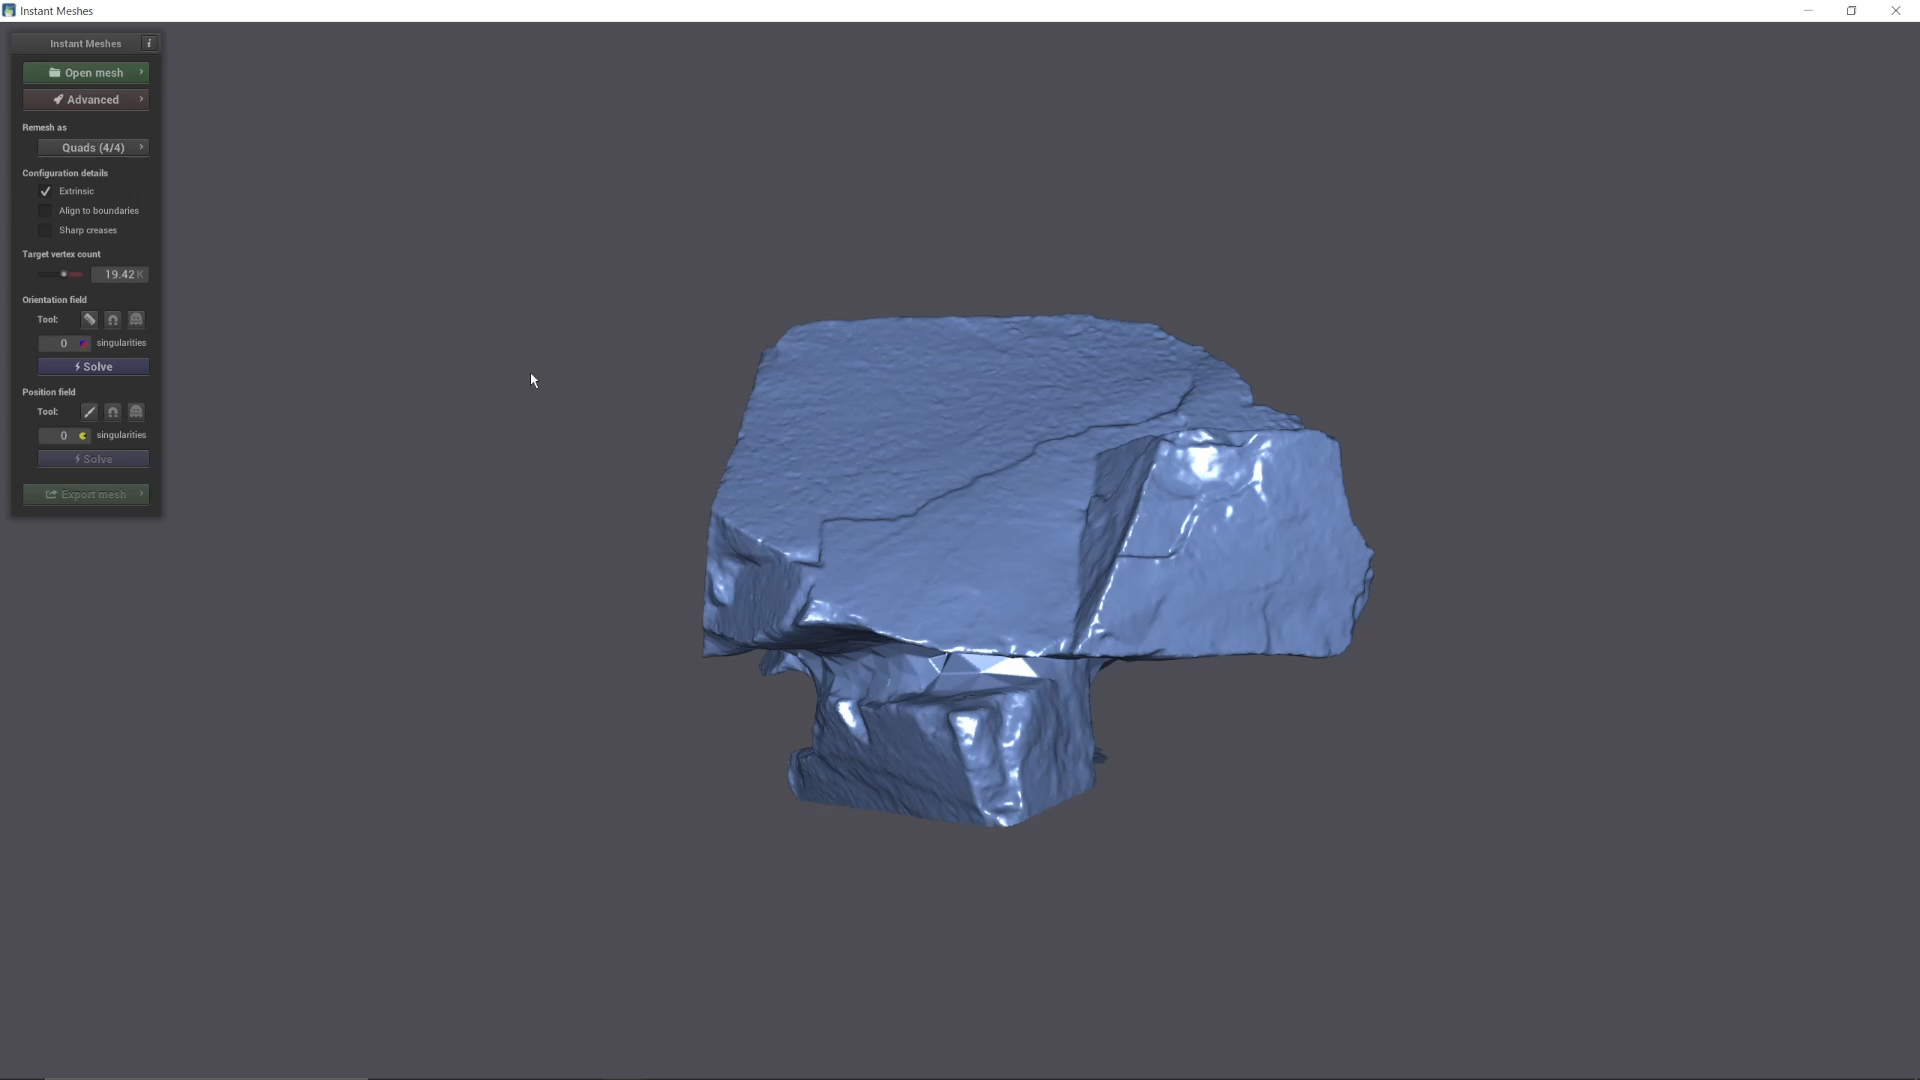 Instant Meshes
Instant Meshes
i
Open mesh
Advanced
Remesh as
Quads (4/4)
Configuration details
Extrinsic
Align to boundaries
Sharp creases
Target vertex count
19.42 K
Orientation field
Tool:
0 singularities
Solve
Position field
Tool:
0 singularities
Solve
Export mesh